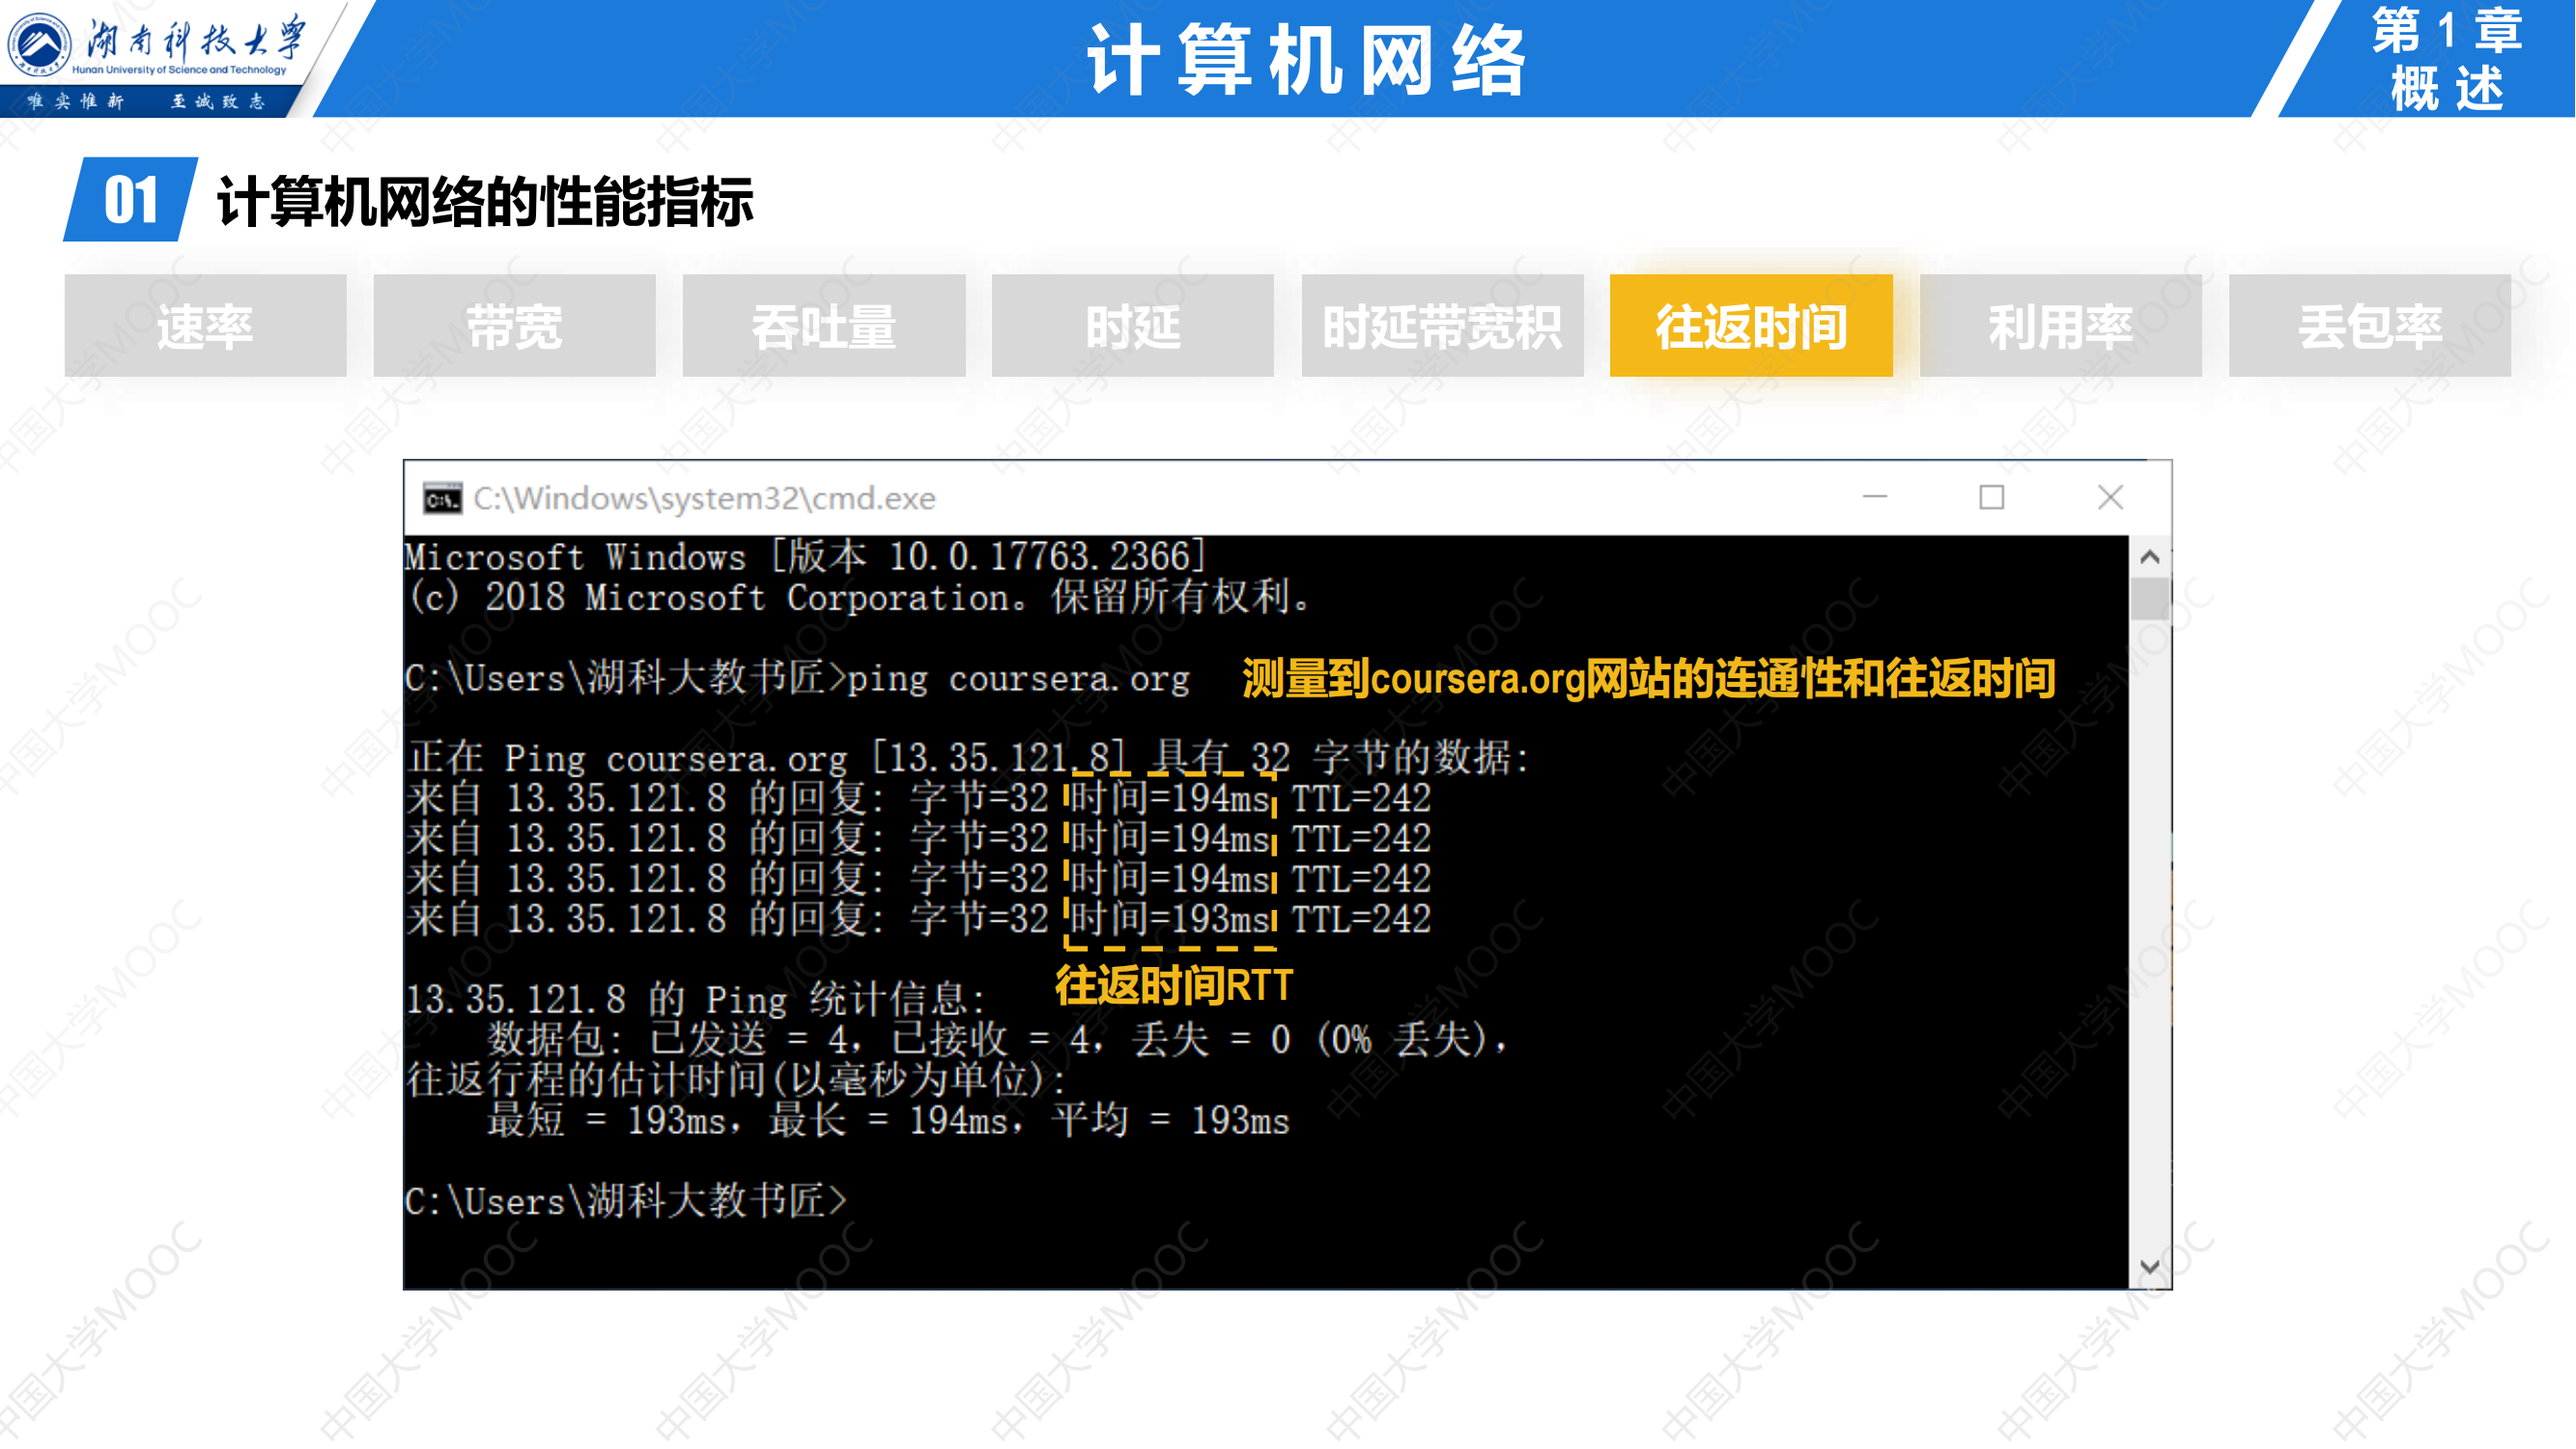 湖南科技大学
Hunan University of Science and Technology
唯实惟新 至诚致志
计算机网络
第1章
概述
01 计算机网络的性能指标
速率 带宽 吞吐量 时延 时延带宽积 往返时间 利用率 丢包率
C:\Windows\system32\cmd.exe
Microsoft Windows [版本 10.0.17763.2366]
(c) 2018 Microsoft Corporation。保留所有权利。
C:\Users\湖科大教书匠>ping coursera.org 测量到coursera.org网站的连通性和往返时间
正在 Ping coursera.org [13.35.121.8] 具有 32 字节的数据:
来自 13.35.121.8 的回复: 字节=32 时间=194ms TTL=242
来自 13.35.121.8 的回复: 字节=32 时间=194ms TTL=242
来自 13.35.121.8 的回复: 字节=32 时间=194ms TTL=242
来自 13.35.121.8 的回复: 字节=32 时间=193ms TTL=242
往返时间RTT
13.35.121.8 的 Ping 统计信息:
数据包: 已发送 = 4，已接收 = 4，丢失 = 0 (0% 丢失)，
往返行程的估计时间(以毫秒为单位):
最短 = 193ms，最长 = 194ms，平均 = 193ms
C:\Users\湖科大教书匠>
中国大学MOOC